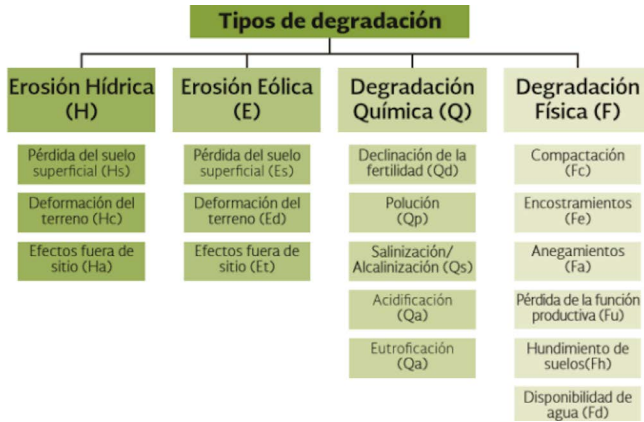 Tipos de degradación
Erosión Hídrica
(H)
Pérdida del suelo
superficial (Hs)
Deformación del
terreno (Hc)
Efectos fuera de
sitio (Ha)
Erosión Eólica
(E)
Pérdida del suelo
superficial (Es)
Deformación del
terreno (Ed)
Efectos fuera de
sitio (Et)
Degradación
Química (Q)
Declinación de la
fertilidad (Qd)
Polución
(Qp)
Salinización/
Alcalinización (Qs)
Acidificación
(Qa)
Eutroficación
(Qa)
Degradación
Física (F)
Compactación
(Fc)
Encostramientos
(Fe)
Anegamientos
(Fa)
Pérdida de la función
productiva (Fu)
Hundimiento de
suelos(Fh)
Disponibilidad de
agua (Fd)